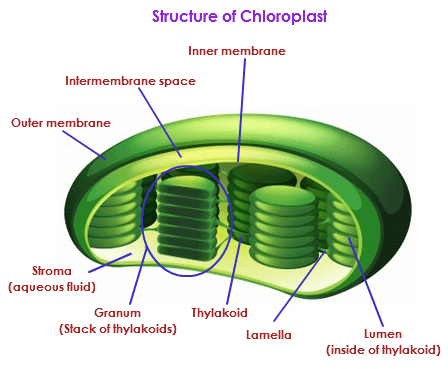 Structure of Chloroplast
Inner membrane
Intermembrane space
Outer membrane
Stroma
(aqueous fluid)
Granum
(Stack of thylakoids)
Thylakoid
Lamella
Lumen
(inside of thylakoid)